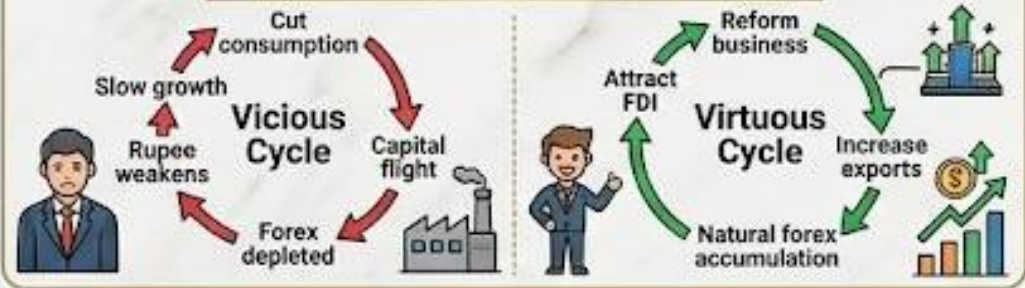 Cut
consumption
Capital
flight
Forex
depleted
Rupee
weakens
Slow growth
Vicious
Cycle
Reform
business
Increase
exports
Natural forex
accumulation
Attract
FDI
Virtuous
Cycle
$